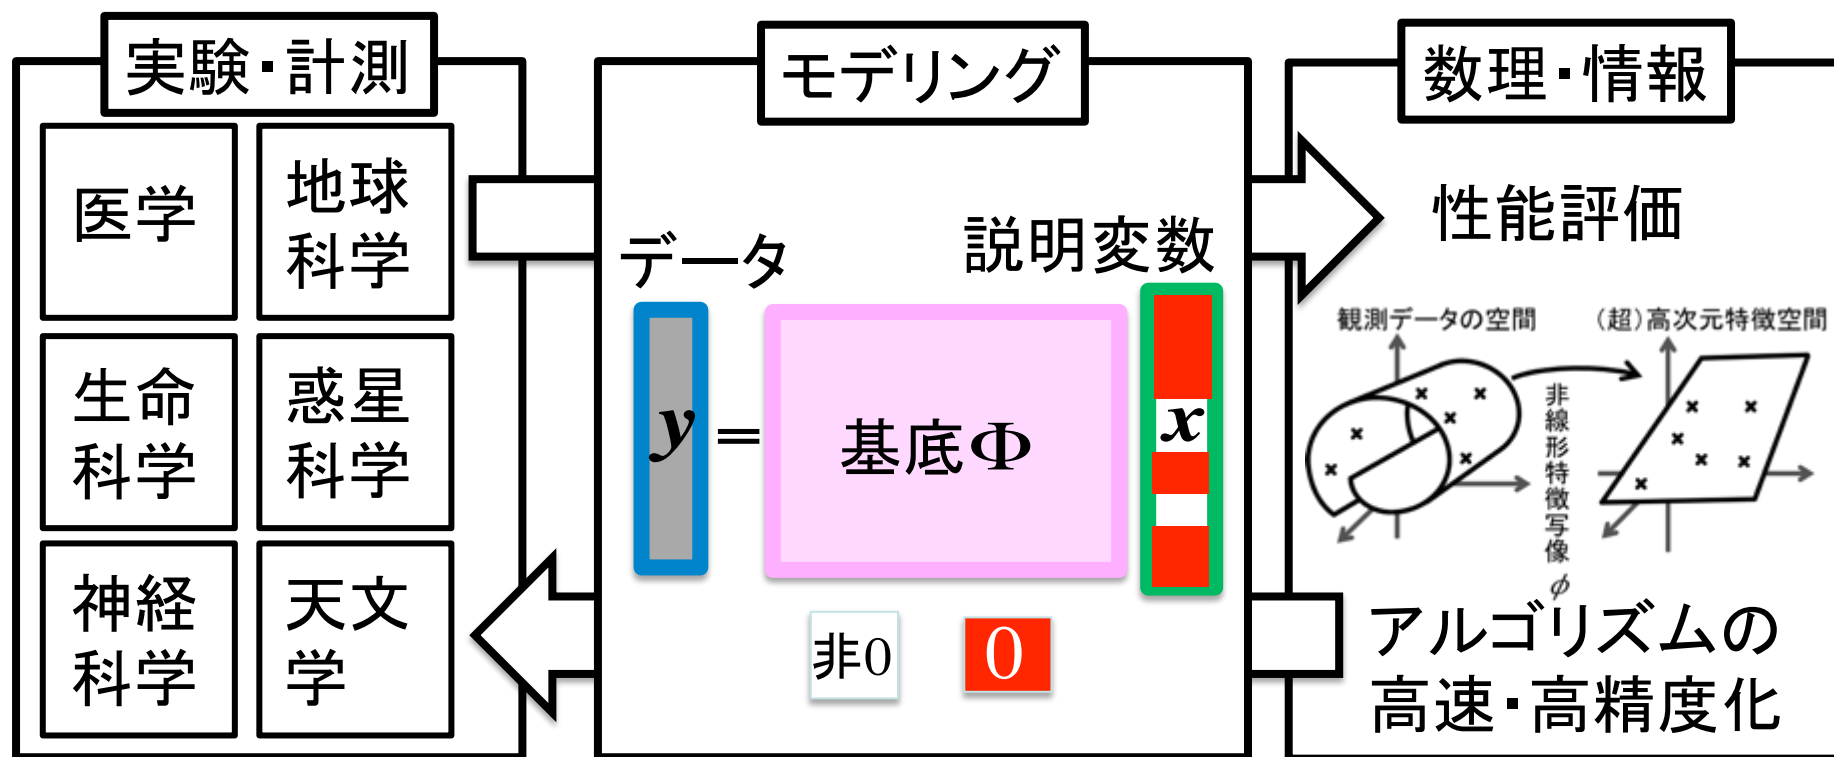 実験・計測
医学
地球
科学
生命
科学
惑星
科学
神経
科学
天文
学
モデリング
データ
説明変数
y
=
基底Φ
x
非0
0
数理・情報
性能評価
観測データの空間
（超）高次元特徴空間
非線形特徴写像 ϕ
アルゴリズムの
高速・高精度化